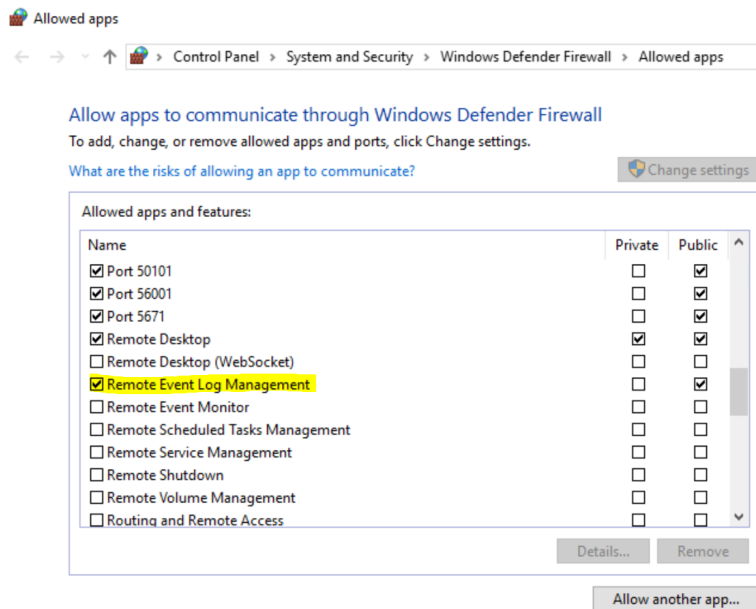 Allowed apps
Control Panel > System and Security > Windows Defender Firewall > Allowed apps
Allow apps to communicate through Windows Defender Firewall
To add, change, or remove allowed apps and ports, click Change settings.
What are the risks of allowing an app to communicate?
Change settings
Allowed apps and features:
Name Private Public
Port 50101
Port 56001
Port 5671
Remote Desktop
Remote Desktop (WebSocket)
Remote Event Log Management
Remote Event Monitor
Remote Scheduled Tasks Management
Remote Service Management
Remote Shutdown
Remote Volume Management
Routing and Remote Access
Details... Remove
Allow another app...